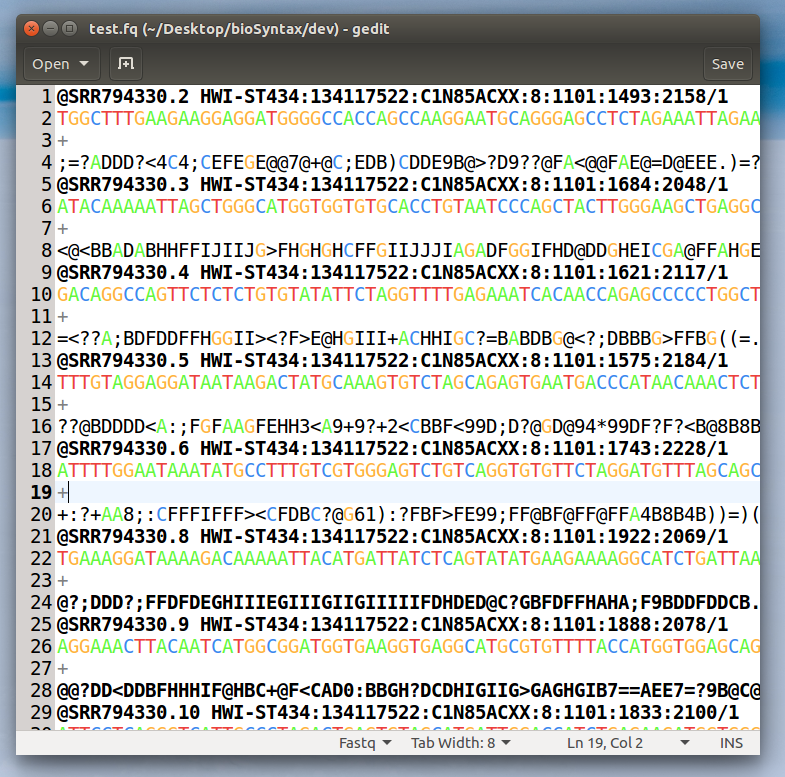 test.fq (~/Desktop/bioSyntax/dev) - gedit
Open Save
1 @SRR794330.2 HWI-ST434:134117522:C1N85ACXX:8:1101:1493:2158/1
2 TGGCTTTGAAGAAGGAGGATGGGGCCACCAGCCAAGGAATGCAGGGAGCCTCTAGAAATTAGAA
3 +
4 ;=?ADDD?<4C4;CEFEGE@@7@+@C;EDB)CDDE9B@>?D9??@FA<@@FAE@=D@EEE.)=?
5 @SRR794330.3 HWI-ST434:134117522:C1N85ACXX:8:1101:1684:2048/1
6 ATACAAAAATTAGCTGGGCATGGTGGTGTGCACCTGTAATCCCAGCTACTTGGGAAGCTGAGGC
7 +
8 <@<BBADABHHFFIJIIJG>FHGHGHCFFGIIJJJIAGADFGGIFHD@DDGHEICGA@FFAHGE
9 @SRR794330.4 HWI-ST434:134117522:C1N85ACXX:8:1101:1621:2117/1
10 GACAGGCCAGTTCTCTCTGTGTATATTCTAGGTTTTGAGAAATCACAACCAGAGCCCCCTGGCT
11 +
12 =<??A;BDFDDFFHGGII><?F>E@HGIII+ACHHIGC?=BABDBG@<?;DBBBG>FFBG((=.
13 @SRR794330.5 HWI-ST434:134117522:C1N85ACXX:8:1101:1575:2184/1
14 TTTGTAGGAGGATAATAAGACTATGCAAAGTGTCTAGCAGAGTGAATGACCCATAACAAACTCT
15 +
16 ??@BDDDD<A:;FGFAAGFEHH3<A9+9?+2<CBBF<99D;D?@GD@94*99DF?F?<B@8B8B
17 @SRR794330.6 HWI-ST434:134117522:C1N85ACXX:8:1101:1743:2228/1
18 ATTTTGGAATAAATATGCCTTTGTCGTGGGAGTCTGTCAGGTGTGTTCTAGGATGTTTAGCAGC
19 +
20 +:?+AA8;:CFFFIFFF><CFDBC?@G61):?FBF>FE99;FF@BF@FF@FFA4B8B4B))=)(
21 @SRR794330.8 HWI-ST434:134117522:C1N85ACXX:8:1101:1922:2069/1
22 TGAAAGGATAAAAGACAAAAATTACATGATTATCTCAGTATATGAAGAAAAGGCATCTGATTAA
23 +
24 @?;DDD?;FFDFDEGHIIIEGIIIGIIGIIIIIFDHDED@C?GBFDFFHAHA;F9BDDFDDCB.
25 @SRR794330.9 HWI-ST434:134117522:C1N85ACXX:8:1101:1888:2078/1
26 AGGAAACTTACAATCATGGCGGATGGTGAAGGTGAGGCATGCGTGTTTTACCATGGTGGAGCAG
27 +
28 @@?DD<DDBFHHHIF@HBC+@F<CAD0:BBGH?DCDHIGIIG>GAGHGIB7==AEE7=?9B@C@
29 @SRR794330.10 HWI-ST434:134117522:C1N85ACXX:8:1101:1833:2100/1
Fastq Tab Width: 8 Ln 19, Col 2 INS